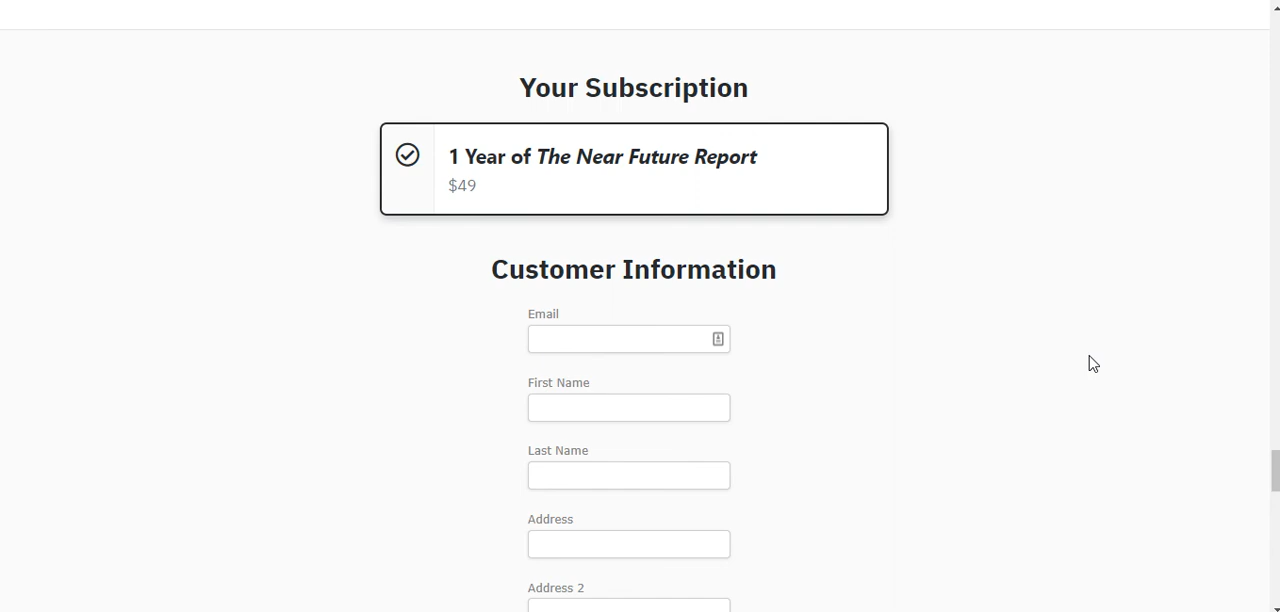 Your Subscription
1 Year of The Near Future Report
$49
Customer Information
Email
First Name
Last Name
Address
Address 2